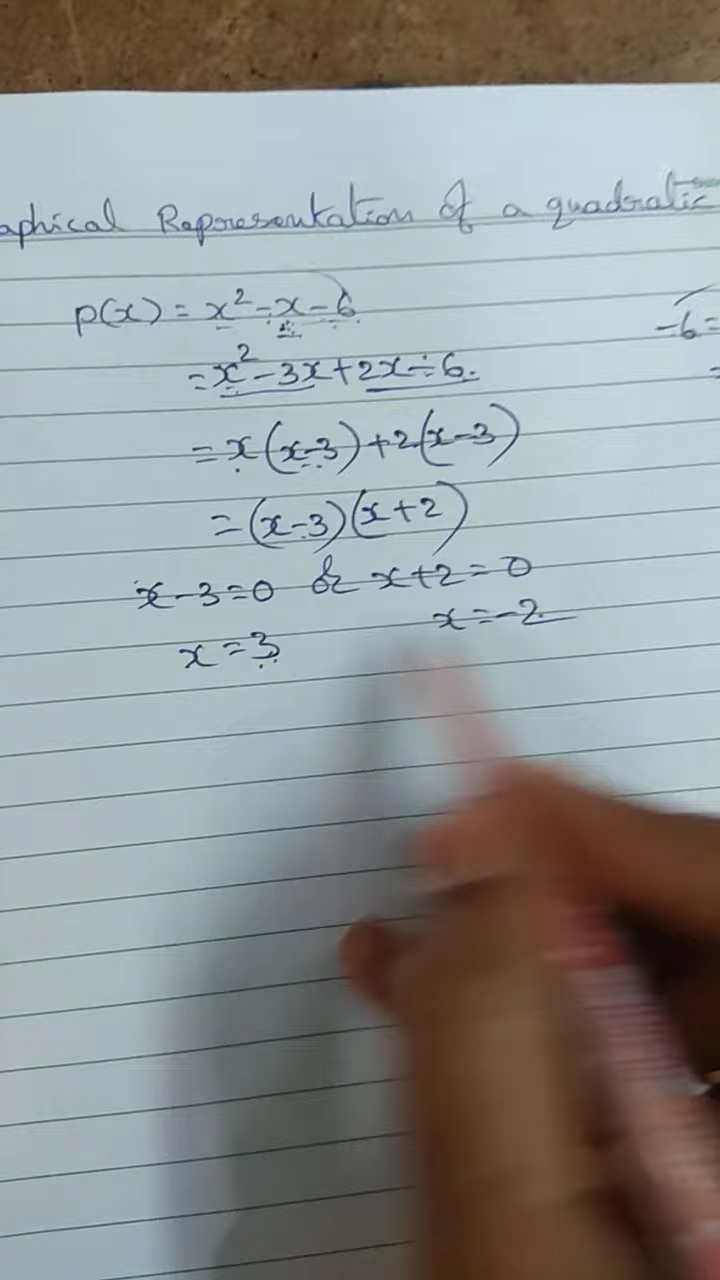 aphical Representation of a quadratic
p(x) = x² - x - 6
-6 =
= x² - 3x + 2x - 6
=
= x(x-3) + 2(x-3)
= (x-3)(x+2)
x-3=0 & x+2=0
x = 3 x = -2